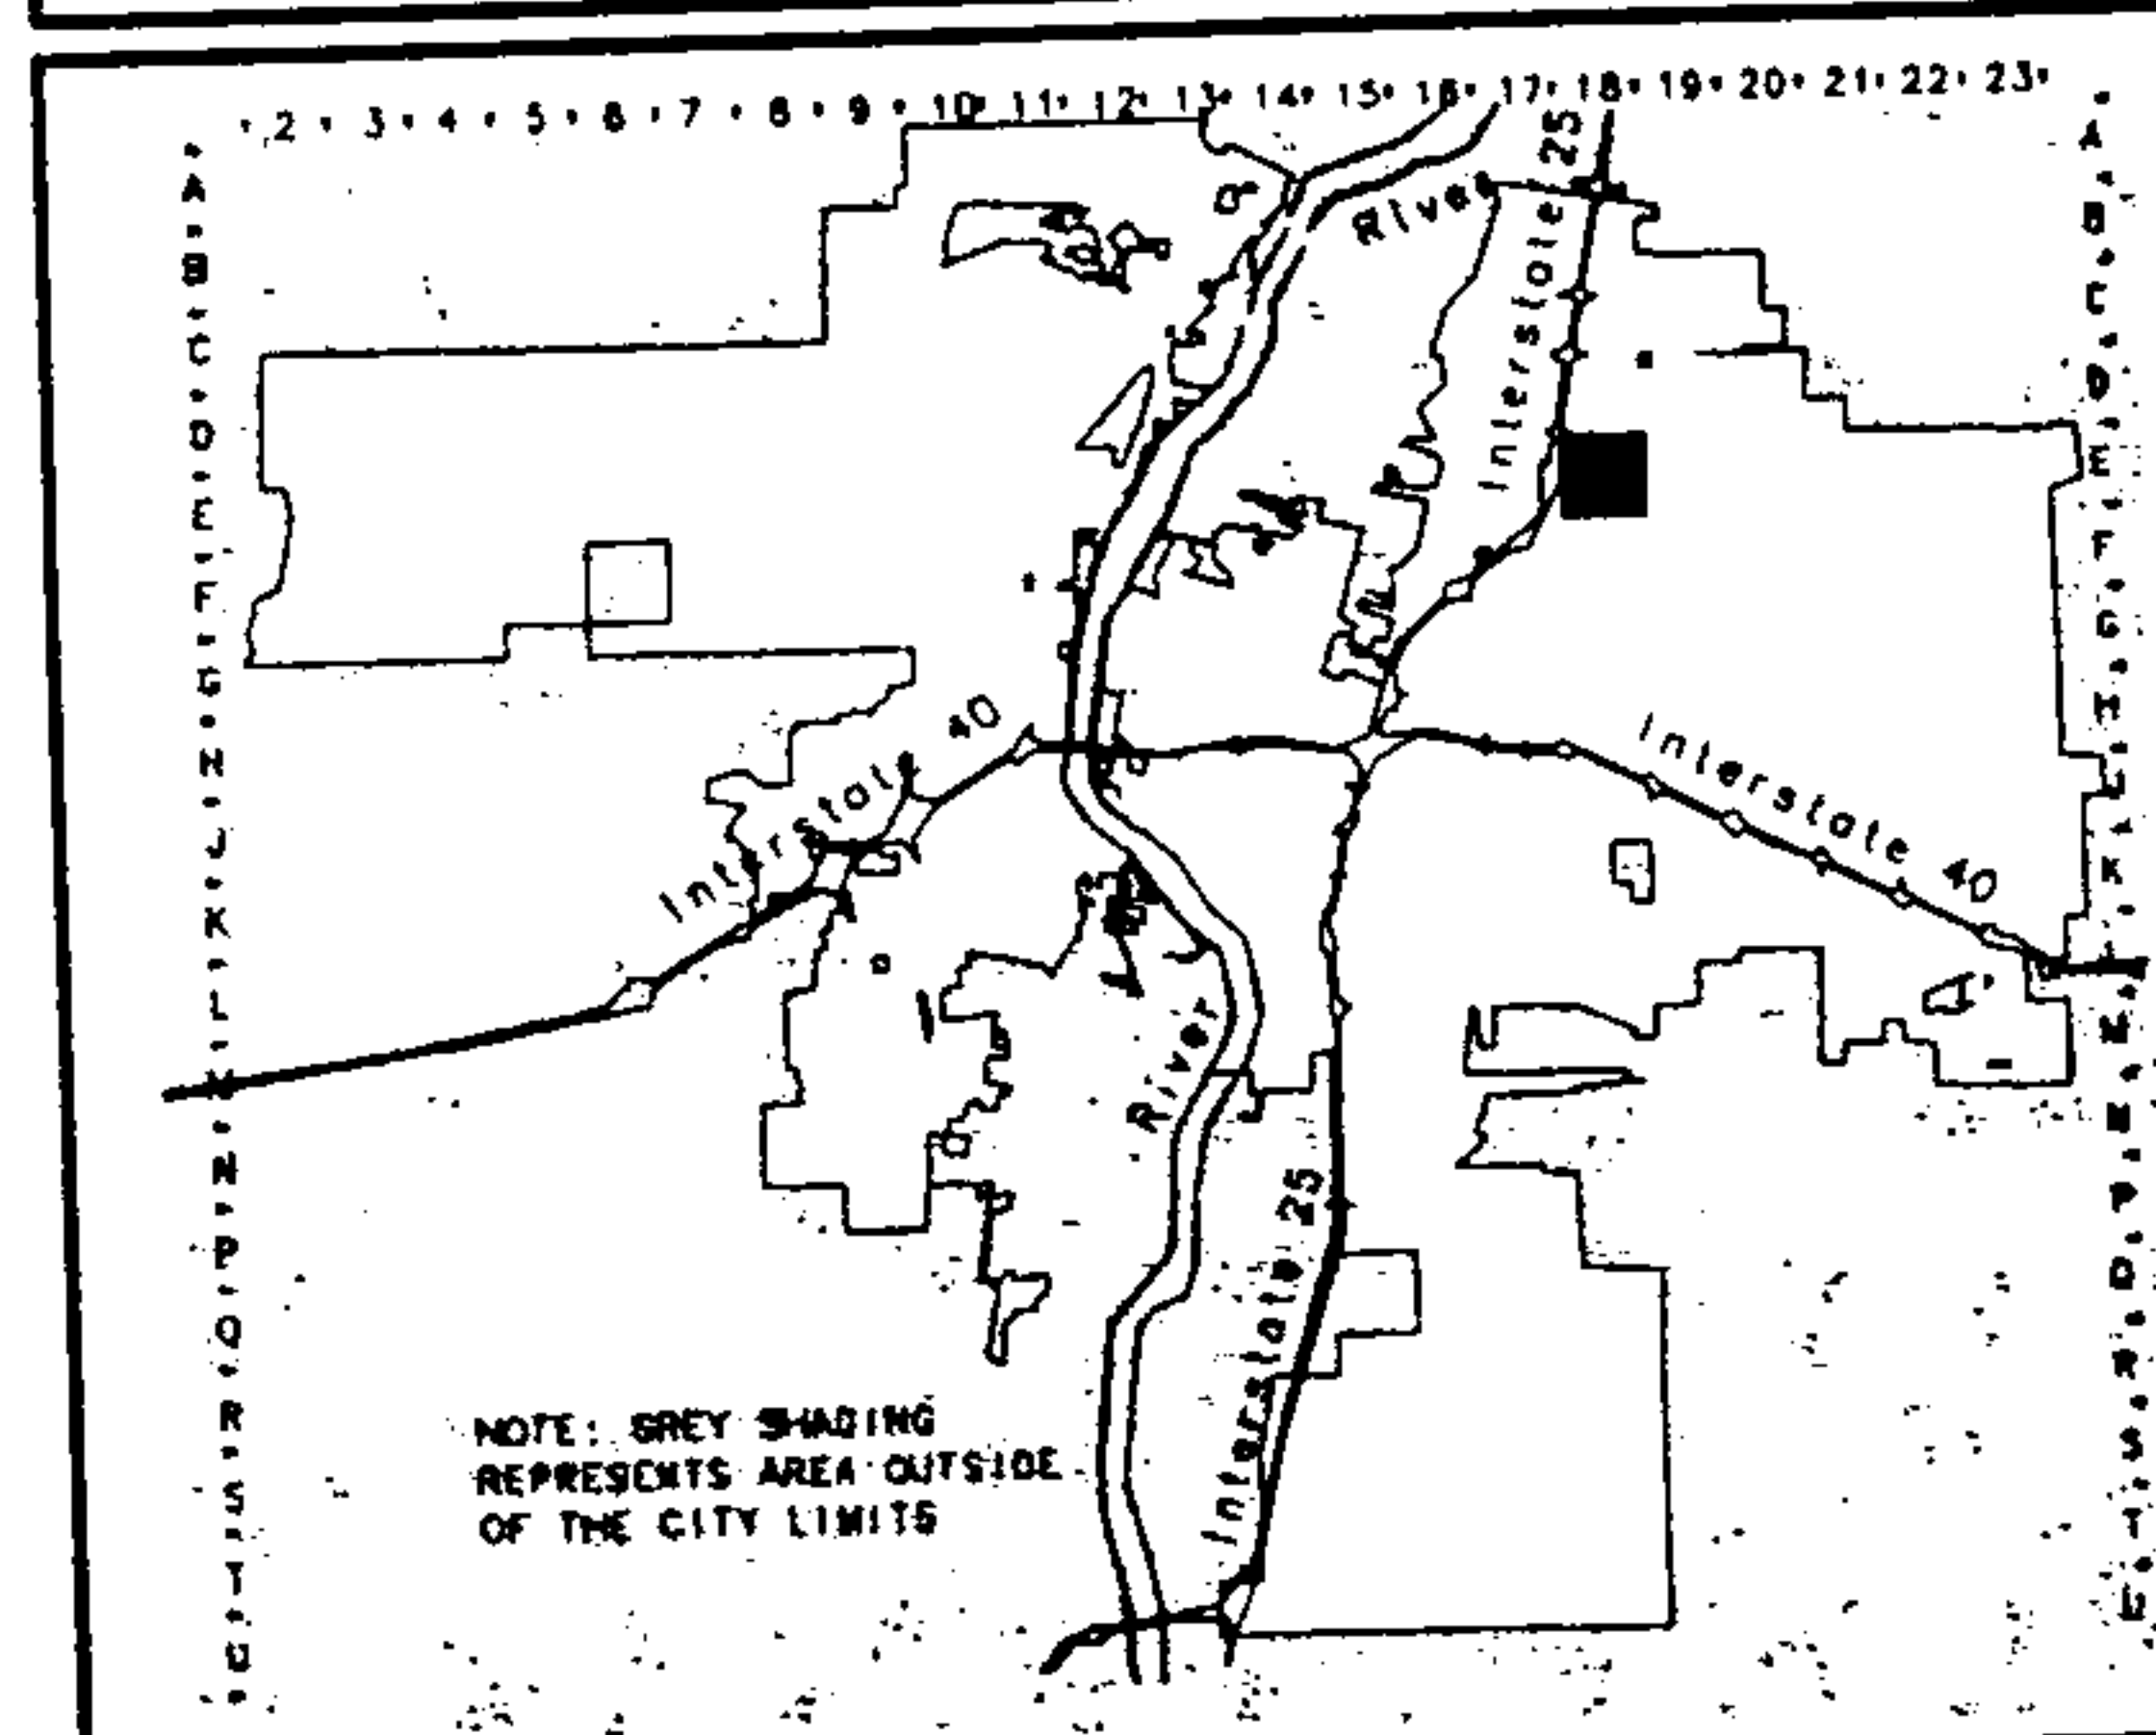 2 3 4 5 6 7 8 9 10 11 12 13 14 15 16 17 18 19 20 21 22 23
A
B
C
D
E
F
G
H
J
K
L
M
N
P
Q
R
S
T
U
River
Interstate 25
Interstate 40
Interstate 40
River
Interstate 25
NOTE: GREY SHADING
REPRESENTS AREA OUTSIDE
OF THE CITY LIMITS
A
B
C
D
E
F
G
H
J
K
L
M
N
P
Q
R
S
T
U